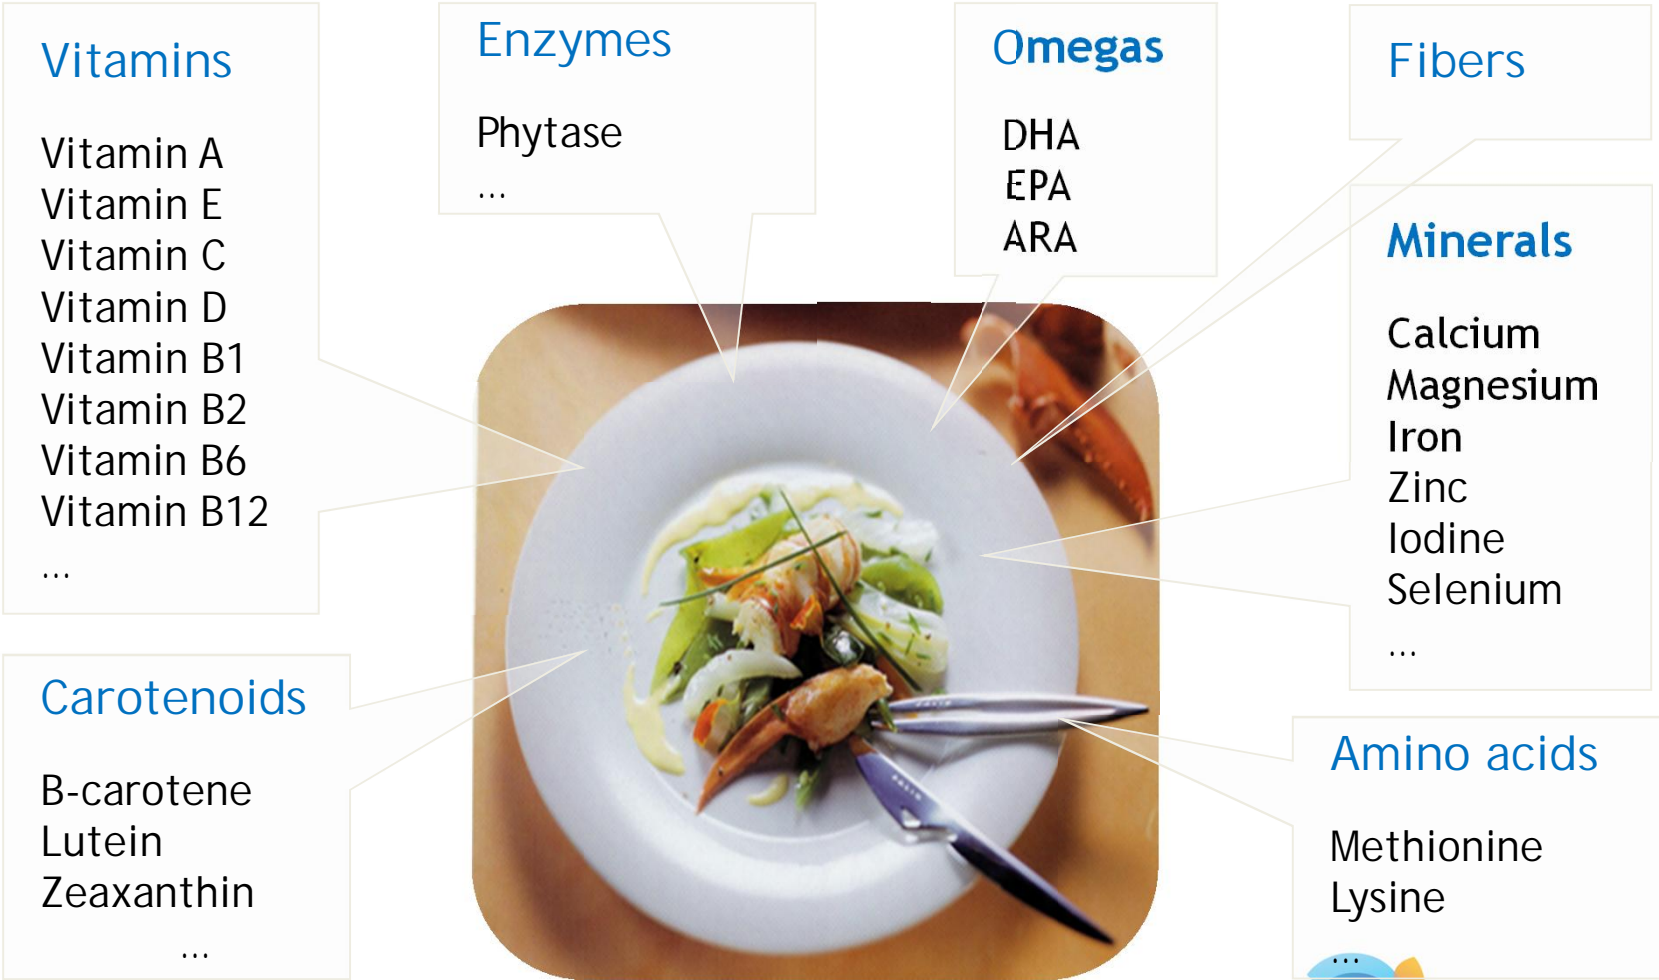 Vitamins
Vitamin A
Vitamin E
Vitamin C
Vitamin D
Vitamin B1
Vitamin B2
Vitamin B6
Vitamin B12
...
Enzymes
Phytase
...
Omegas
DHA
EPA
ARA
Fibers
Minerals
Calcium
Magnesium
Iron
Zinc
Iodine
Selenium
...
Carotenoids
B-carotene
Lutein
Zeaxanthin
...
Amino acids
Methionine
Lysine
...